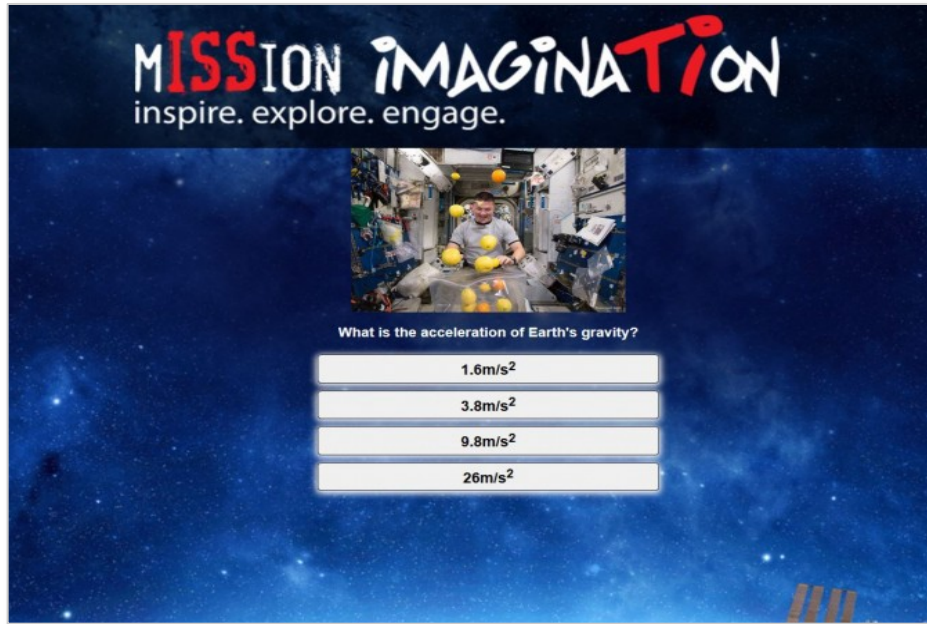 MISSION iMAGiNATiON
inspire. explore. engage.
What is the acceleration of Earth's gravity?
1.6m/s²
3.8m/s²
9.8m/s²
26m/s²